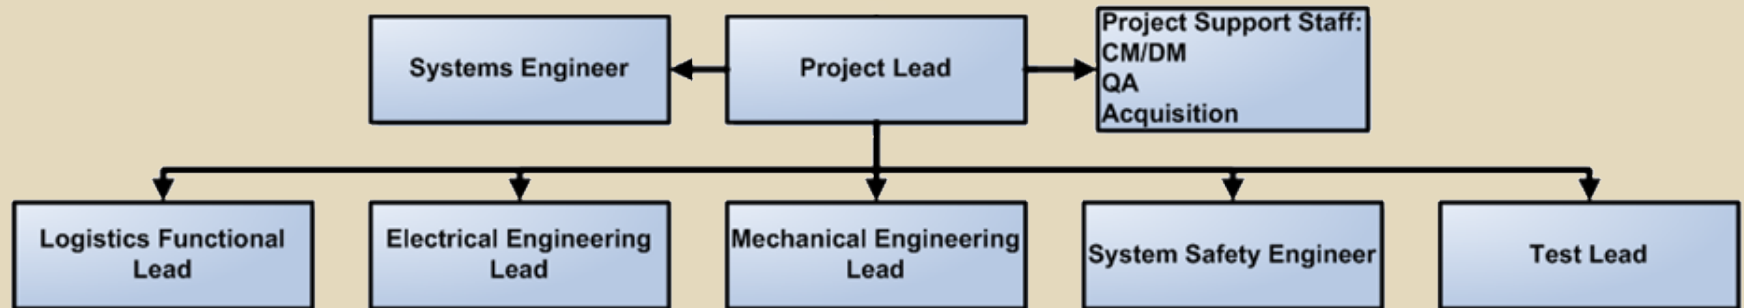 Systems Engineer
Project Lead
Project Support Staff:
CM/DM
QA
Acquisition
Logistics Functional
Lead
Electrical Engineering
Lead
Mechanical Engineering
Lead
System Safety Engineer
Test Lead